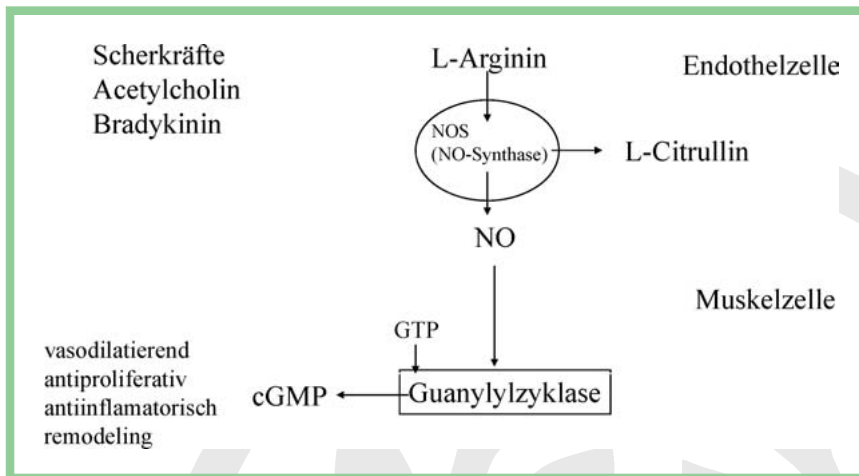 Scherkräfte
Acetylcholin
Bradykinin
L-Arginin
Endothelzelle
NOS
(NO-Synthase)
L-Citrullin
NO
Muskelzelle
GTP
vasodilatierend
antiproliferativ
antiinflamatorisch
remodeling
cGMP
Guanylylzyklase